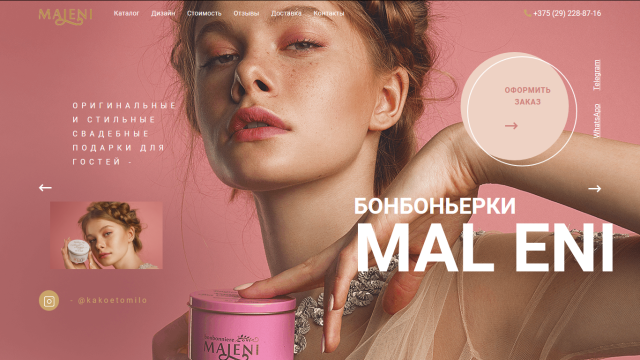 MALENI
Каталог Дизайн Стоимость Отзывы Доставка Контакты
+375 (29) 228-87-16
Telegram
WhatsApp
ОФОРМИТЬ
ЗАКАЗ
ОРИГИНАЛЬНЫЕ
И СТИЛЬНЫЕ
СВАДЕБНЫЕ
ПОДАРКИ ДЛЯ
ГОСТЕЙ -
БОНБОНЬЕРКИ
MAL ENI
- @kakoetomilo
MALENI